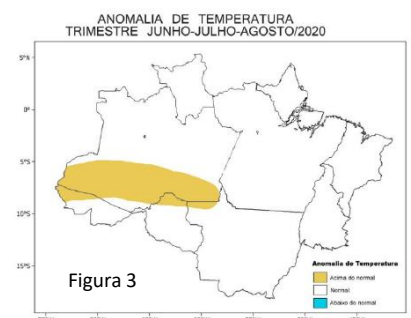 ANOMALIA DE TEMPERATURA
TRIMESTRE JUNHO-JULHO-AGOSTO/2020
5°N
0°
5°S
10°S
15°S
Figura 3
Anomalia de Temperatura
Acima do normal
Normal
Abaixo do normal